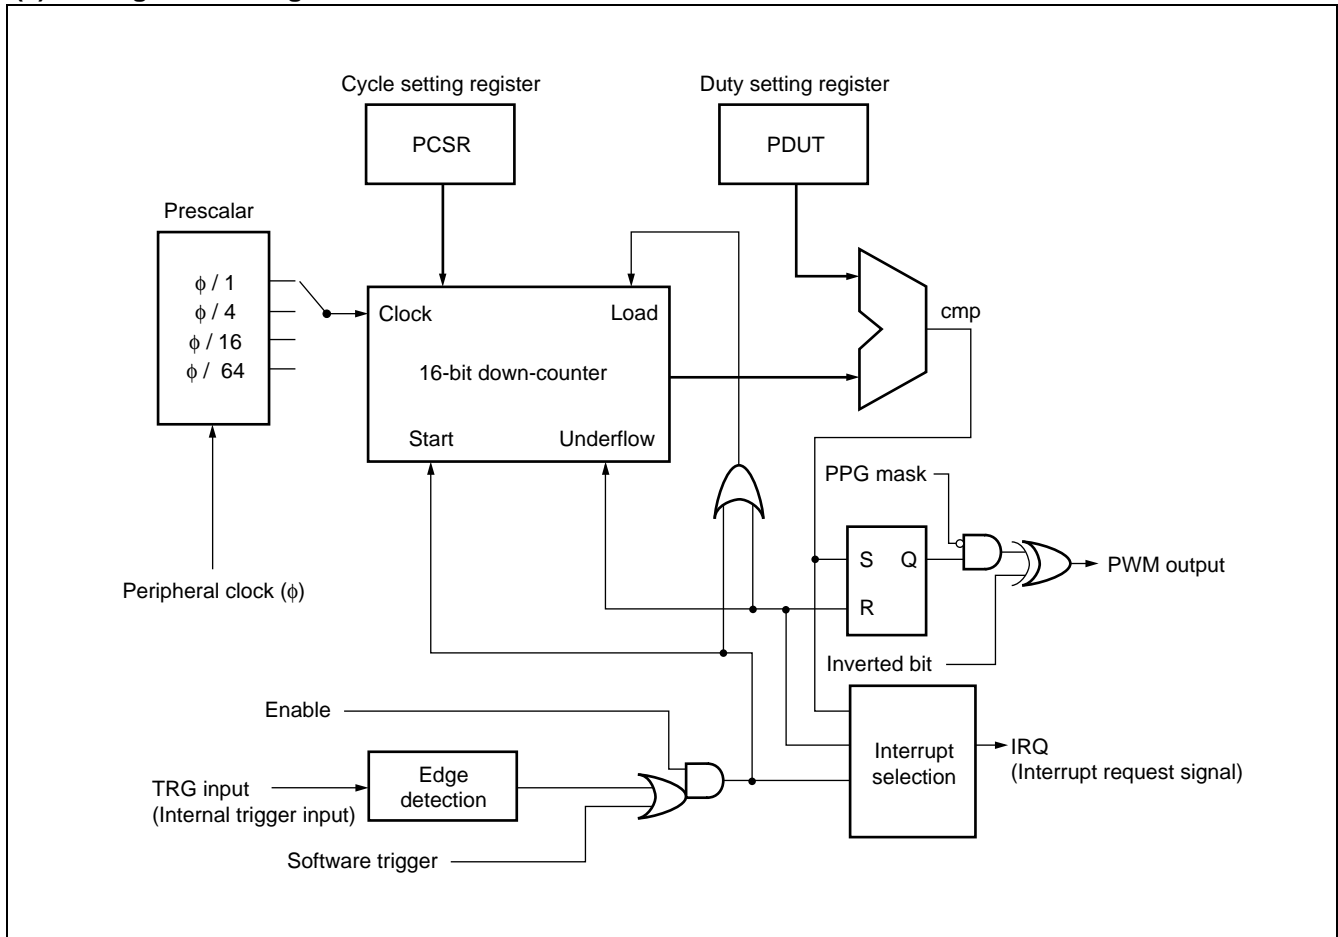 Cycle setting register
Duty setting register
PCSR
PDUT
Prescalar
ϕ / 1
ϕ / 4
ϕ / 16
ϕ / 64
Clock
Load
16-bit down-counter
Start
Underflow
cmp
PPG mask
S
Q
R
PWM output
Peripheral clock (ϕ)
Inverted bit
Enable
Edge
detection
TRG input
(Internal trigger input)
Software trigger
Interrupt
selection
IRQ
(Interrupt request signal)